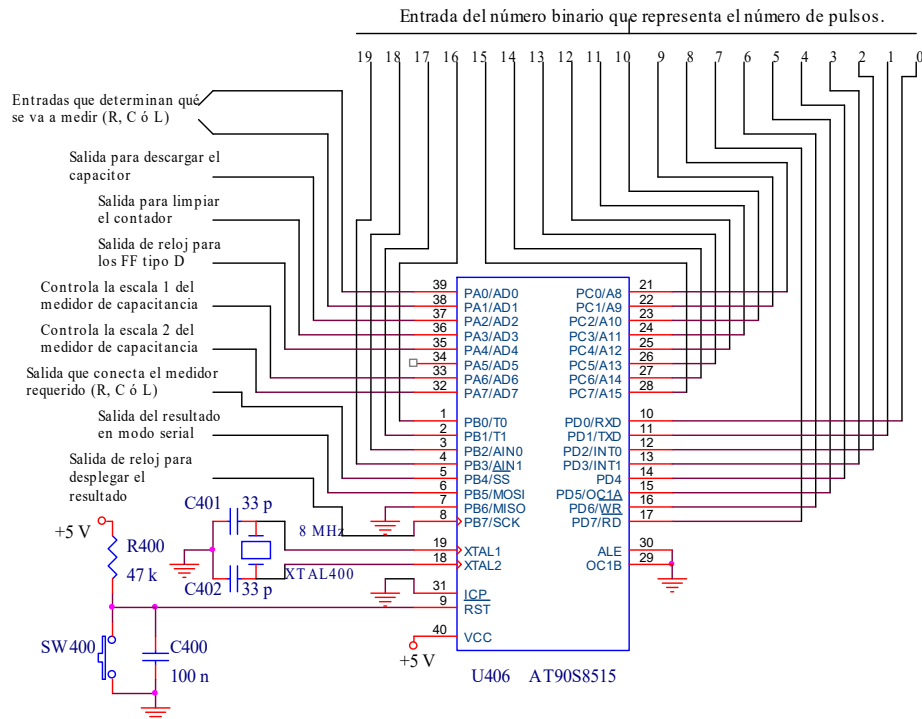 Entrada del número binario que representa el número de pulsos.
19 18 17 16 15 14 13 12 11 10 9 8 7 6 5 4 3 2 1 0
Entradas que determinan qué
se va a medir (R, C ó L)
Salida para descargar el
capacitor
Salida para limpiar
el contador
Salida de reloj para
los FF tipo D
Controla la escala 1 del
medidor de capacitancia
Controla la escala 2 del
medidor de capacitancia
Salida que conecta el medidor
requerido (R, C ó L)
Salida del resultado
en modo serial
Salida de reloj para
desplegar el
resultado
39 PA0/AD0 PC0/A8 21
38 PA1/AD1 PC1/A9 22
37 PA2/AD2 PC2/A10 23
36 PA3/AD3 PC3/A11 24
35 PA4/AD4 PC4/A12 25
34 PA5/AD5 PC5/A13 26
33 PA6/AD6 PC6/A14 27
32 PA7/AD7 PC7/A15 28
1 PB0/T0 PD0/RXD 10
2 PB1/T1 PD1/TXD 11
3 PB2/AIN0 PD2/INT0 12
4 PB3/AIN1 PD3/INT1 13
5 PB4/SS PD4 14
6 PB5/MOSI PD5/OC1A 15
7 PB6/MISO PD6/WR 16
8 PB7/SCK PD7/RD 17
19 XTAL1 ALE 30
18 XTAL2 OC1B 29
31 ICP
9 RST
40 VCC
C401 33 p
8 MHz
XTAL400
C402 33 p
+5 V
R400
47 k
SW400
C400
100 n
+5 V
U406 AT90S8515